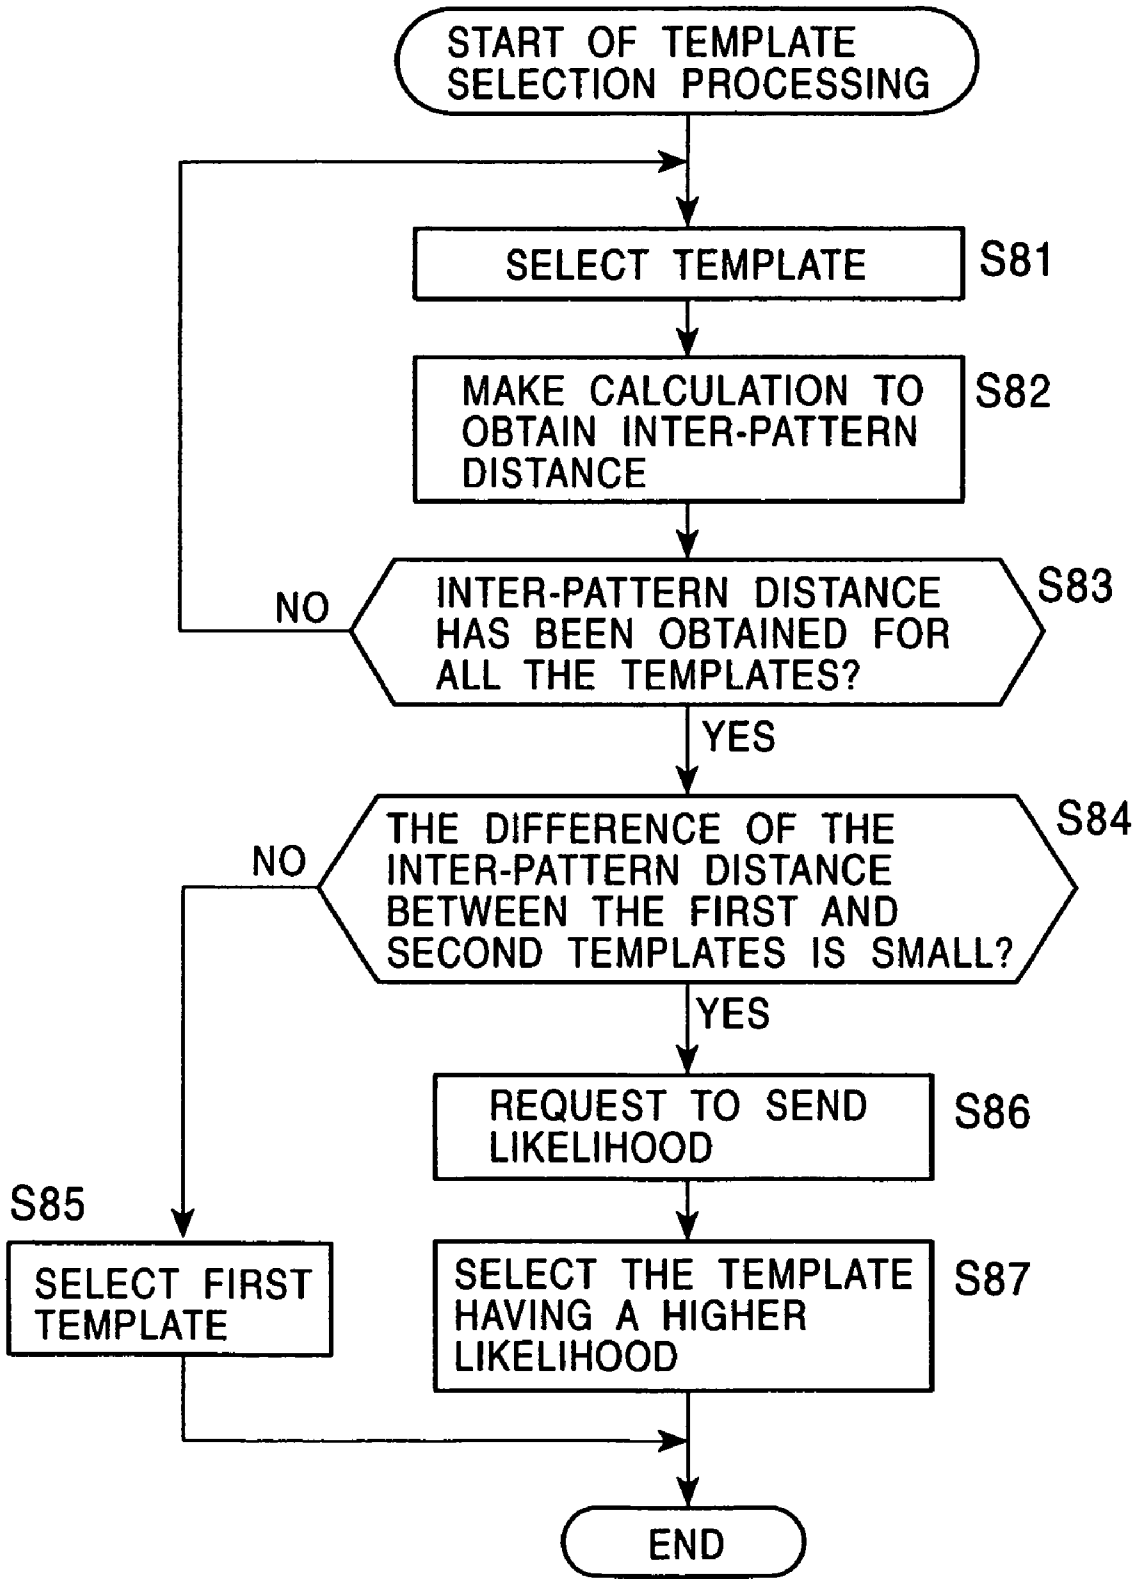 START OF TEMPLATE
SELECTION PROCESSING
SELECT TEMPLATE
S81
MAKE CALCULATION TO
OBTAIN INTER-PATTERN
DISTANCE
S82
INTER-PATTERN DISTANCE
HAS BEEN OBTAINED FOR
ALL THE TEMPLATES?
S83
NO
YES
THE DIFFERENCE OF THE
INTER-PATTERN DISTANCE
BETWEEN THE FIRST AND
SECOND TEMPLATES IS SMALL?
S84
NO
YES
REQUEST TO SEND
LIKELIHOOD
S86
S85
SELECT FIRST
TEMPLATE
SELECT THE TEMPLATE
HAVING A HIGHER
LIKELIHOOD
S87
END